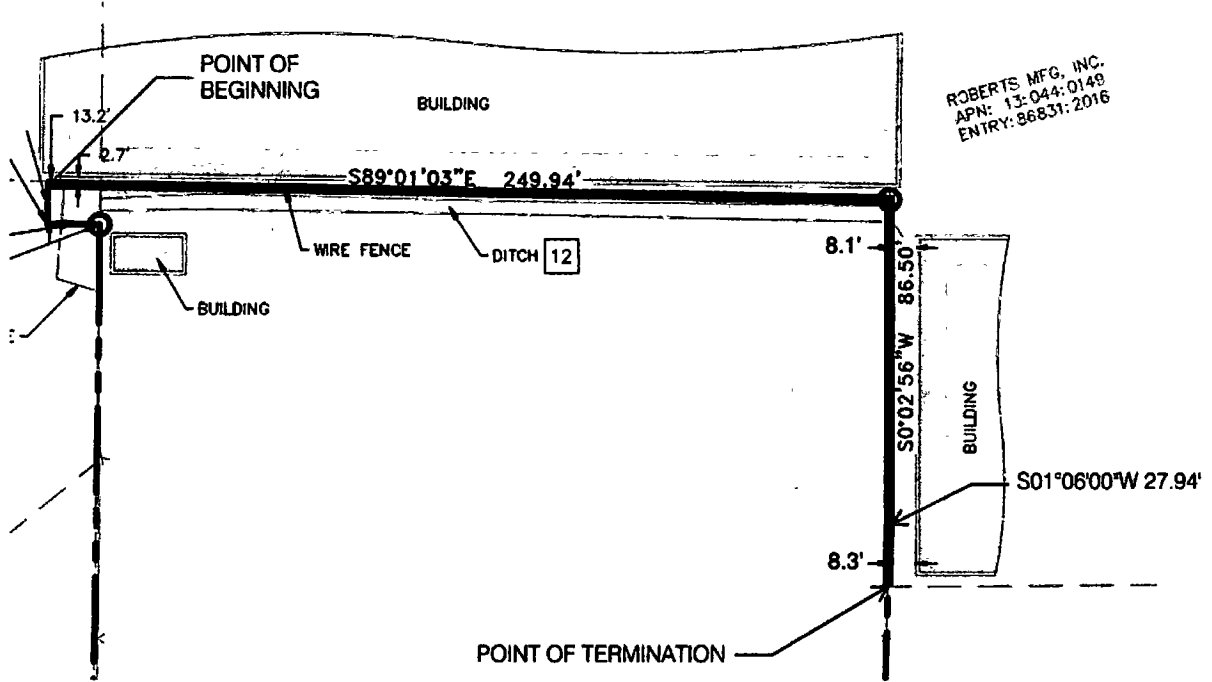 POINT OF
BEGINNING
BUILDING
ROBERTS MFG, INC.
APN: 13:044:0149
ENTRY: 86831:2016
13.2'
2.7'
S89°01'03"E 249.94'
WIRE FENCE
DITCH 12
BUILDING
8.1'
S0°02'56"W 86.50'
BUILDING
S01°06'00"W 27.94'
8.3'
POINT OF TERMINATION